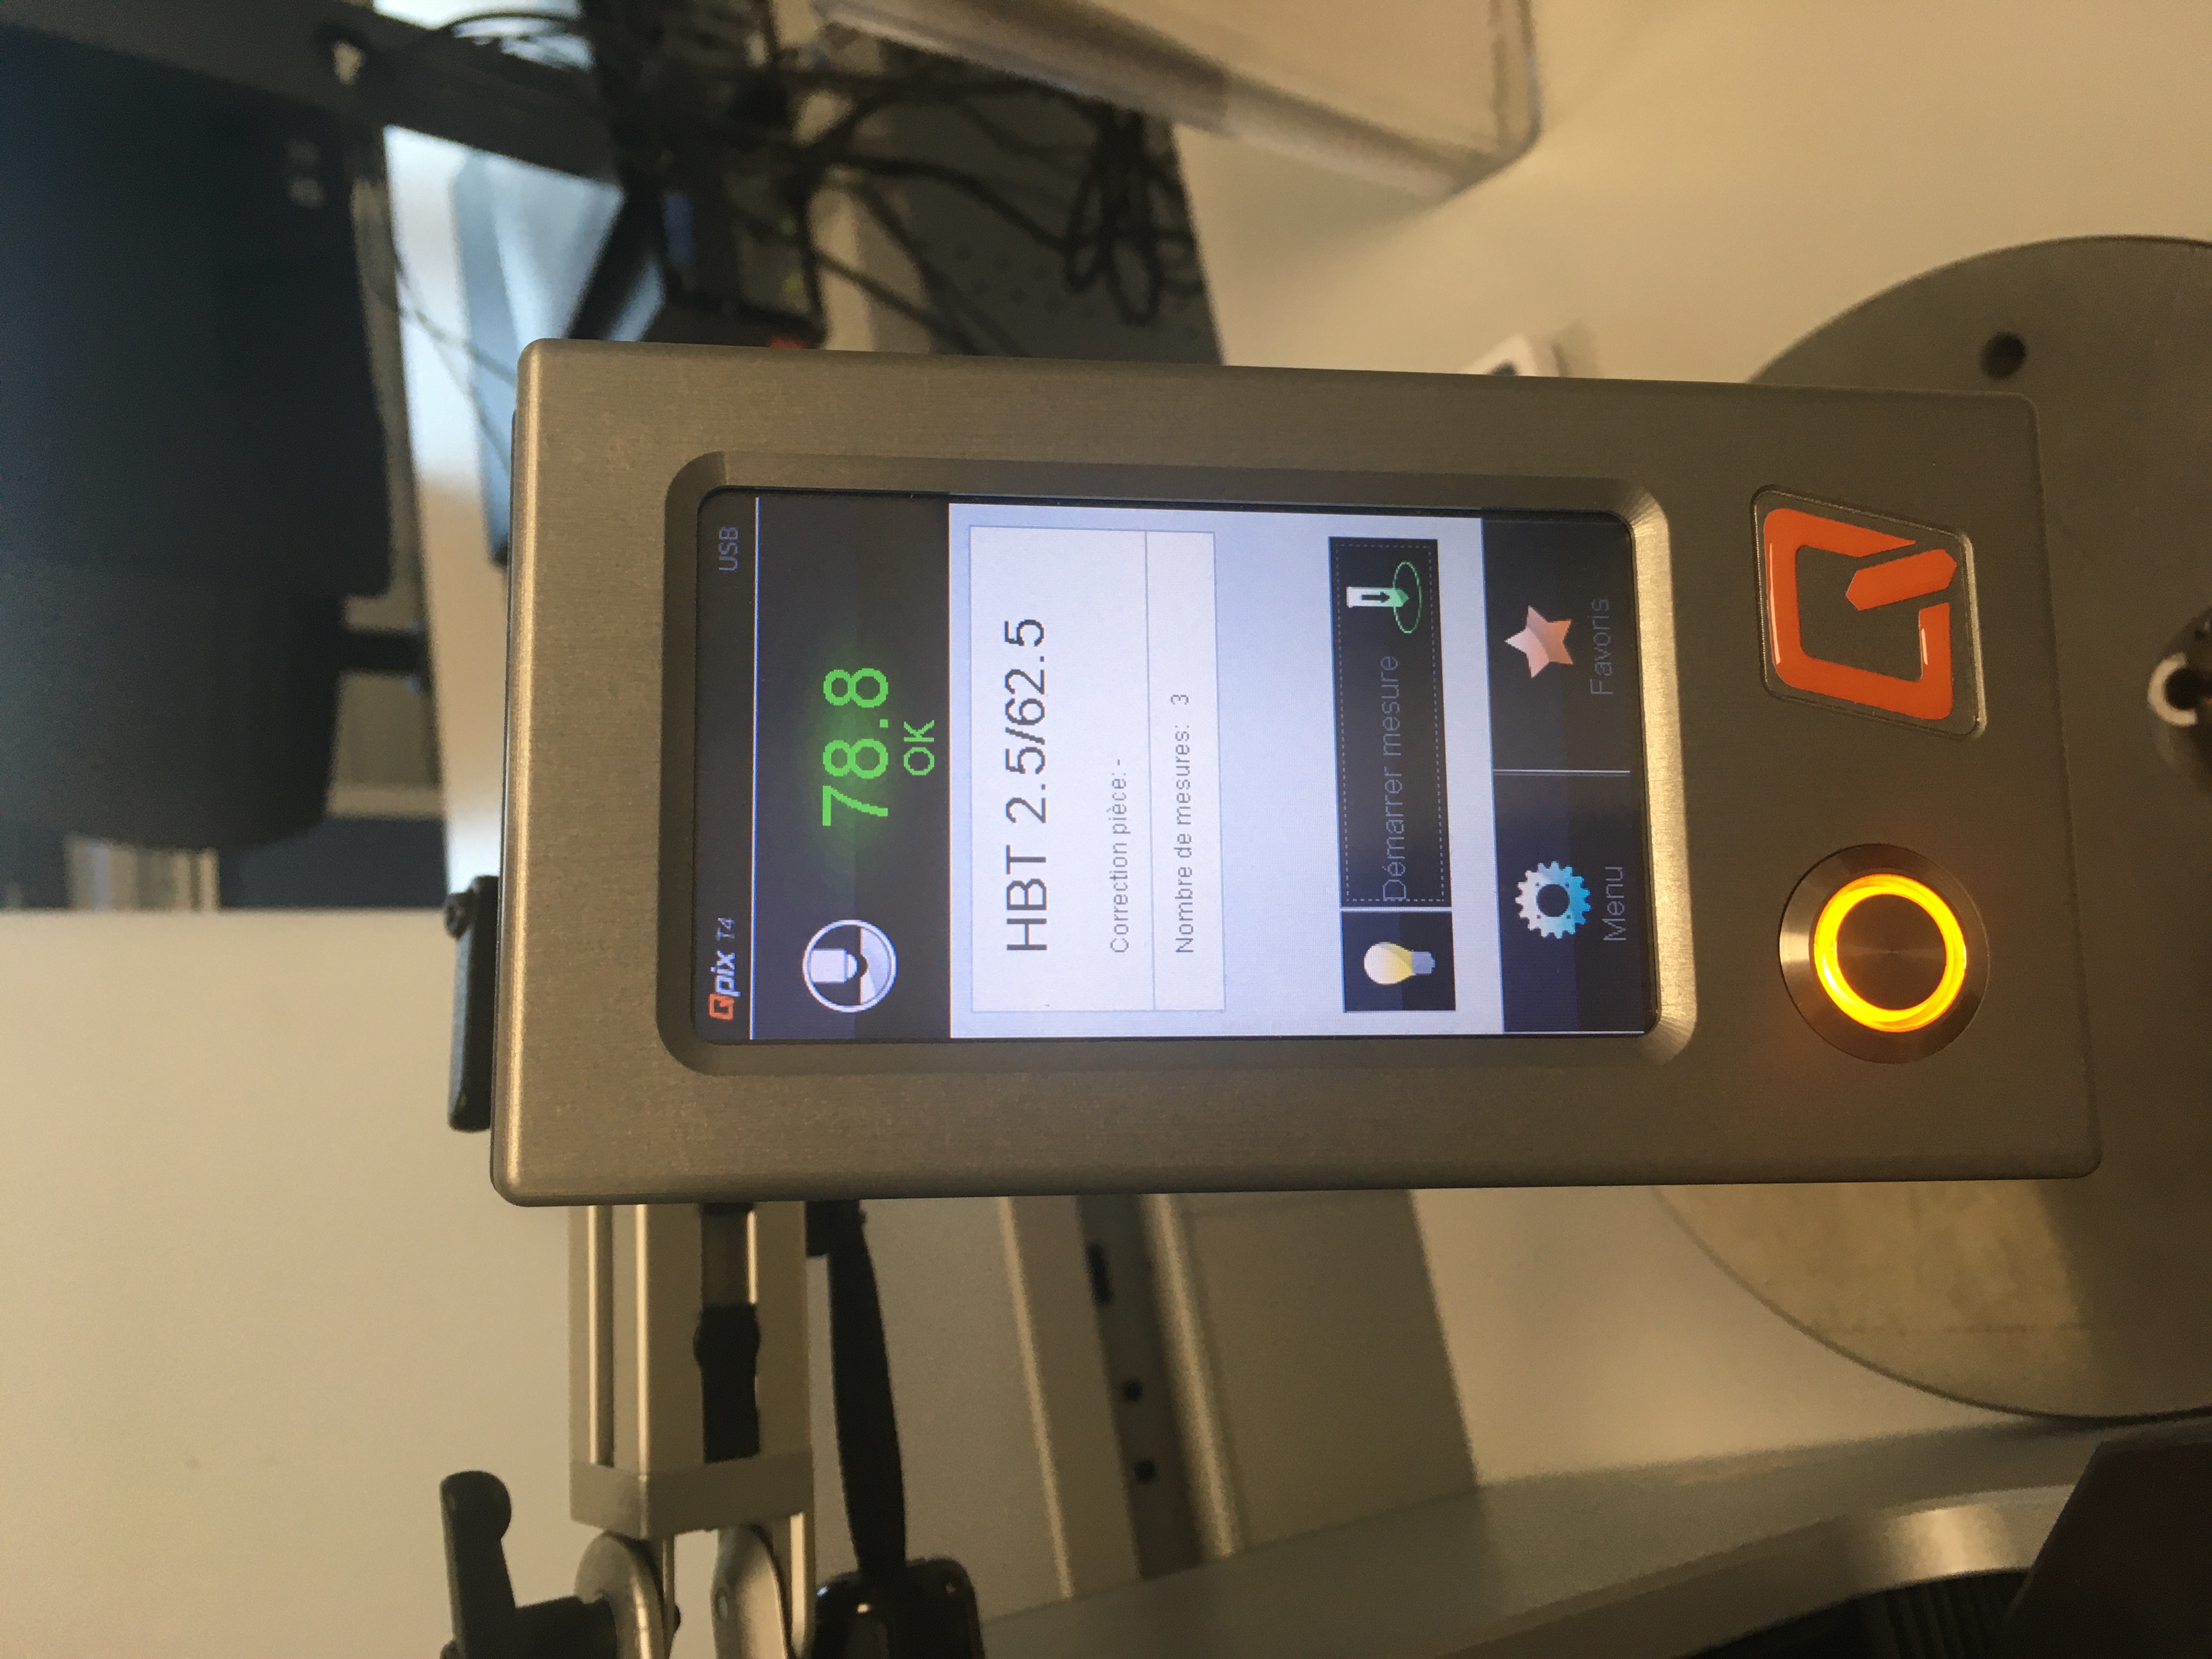 Qpix T4
USB
78.8
OK
HBT 2.5/62.5
Correction pièce: -
Nombre de mesures: 3
Démarrer mesure
Menu
Favoris
Q